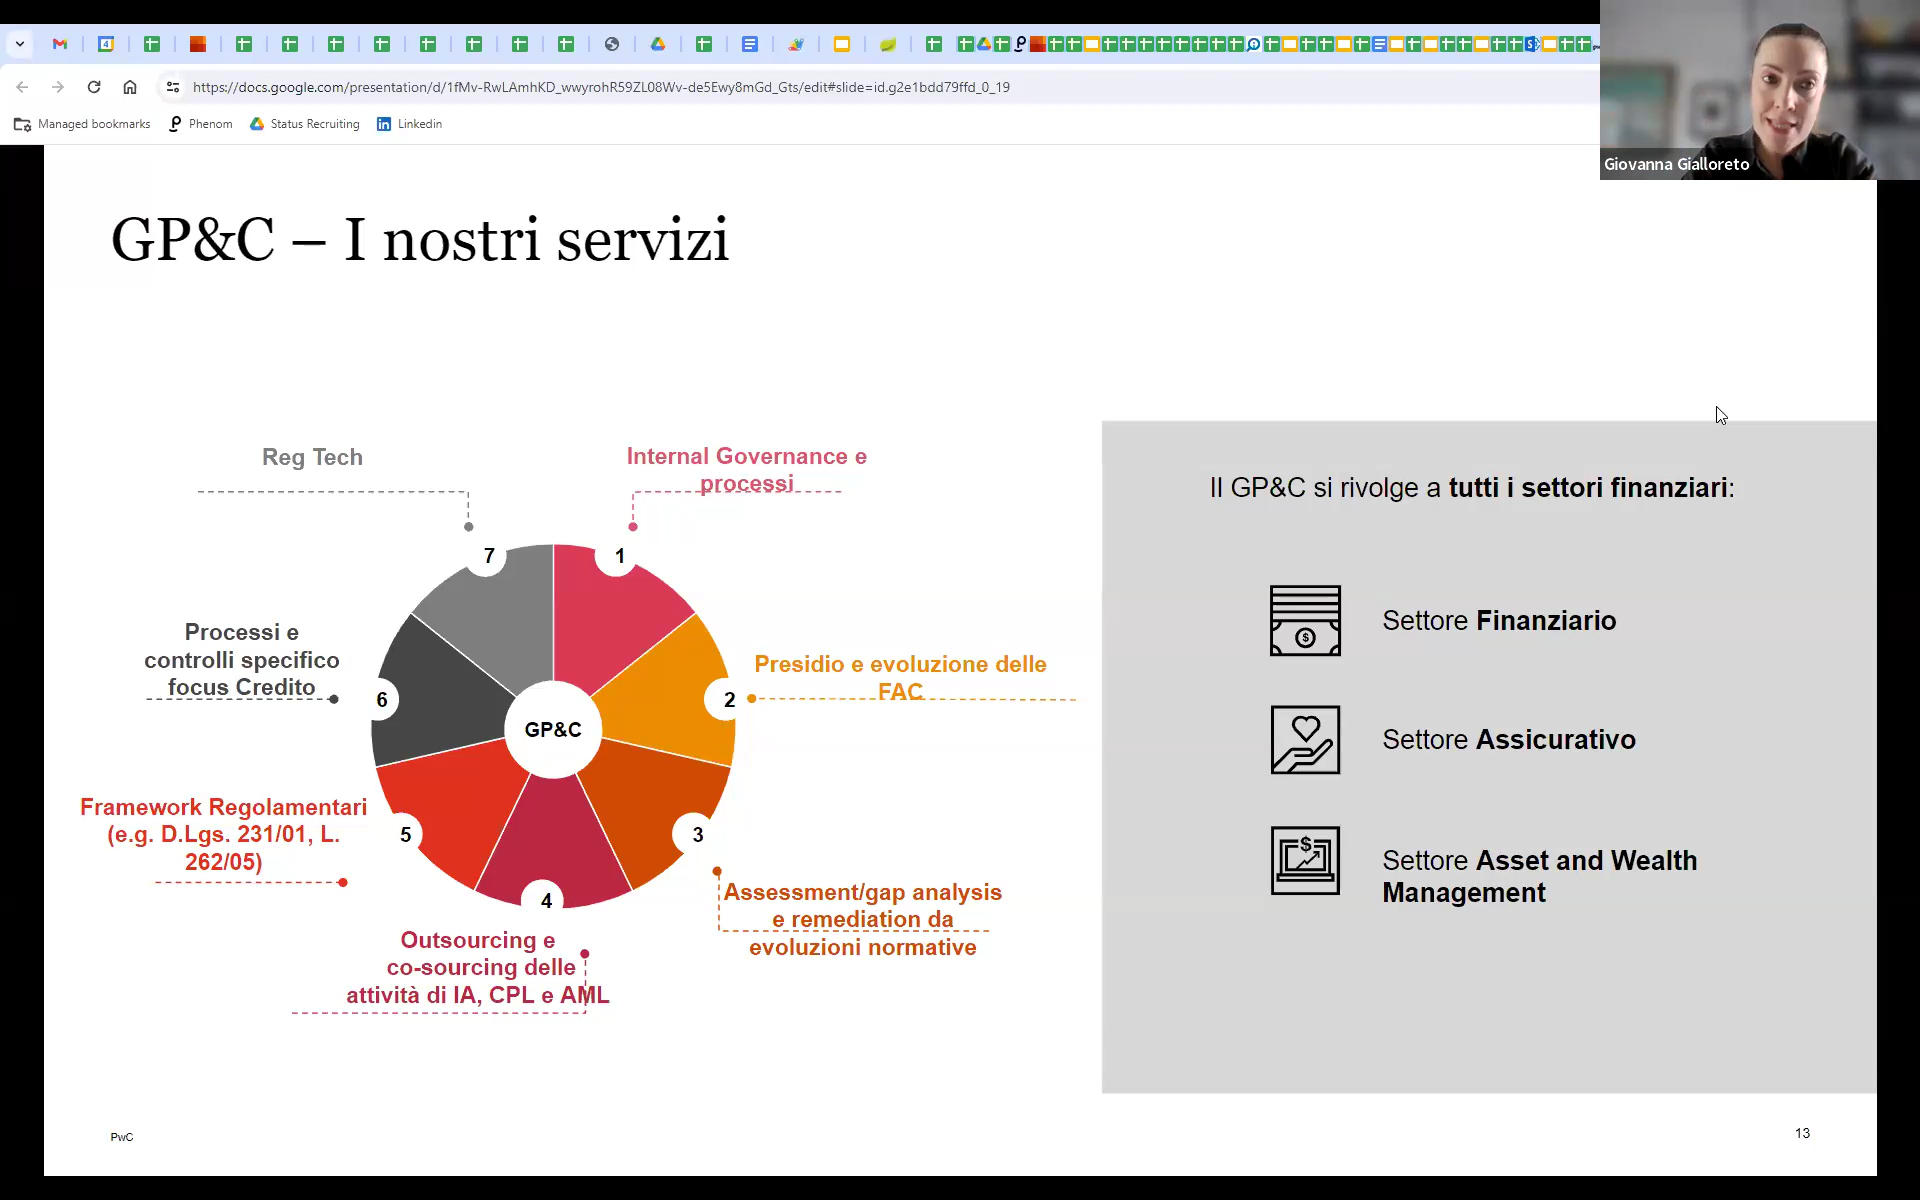 https://docs.google.com/presentation/d/1fMv-RwLAmhKD_wwyrohR59ZL08Wv-de5Ewy8mGd_Gts/edit#slide=id.g2e1bdd79ffd_0_19
Managed bookmarks
Phenom
Status Recruiting
Linkedin
Giovanna Gialloreto
GP&C – I nostri servizi
Reg Tech
7
Internal Governance e
processi
1
Presidio e evoluzione delle
FAC
2
Assessment/gap analysis
e remediation da
evoluzioni normative
3
Outsourcing e
co-sourcing delle
attività di IA, CPL e AML
4
Framework Regolamentari
(e.g. D.Lgs. 231/01, L.
262/05)
5
Processi e
controlli specifico
focus Credito
6
GP&C
Il GP&C si rivolge a tutti i settori finanziari:
Settore Finanziario
Settore Assicurativo
Settore Asset and Wealth
Management
PwC
13